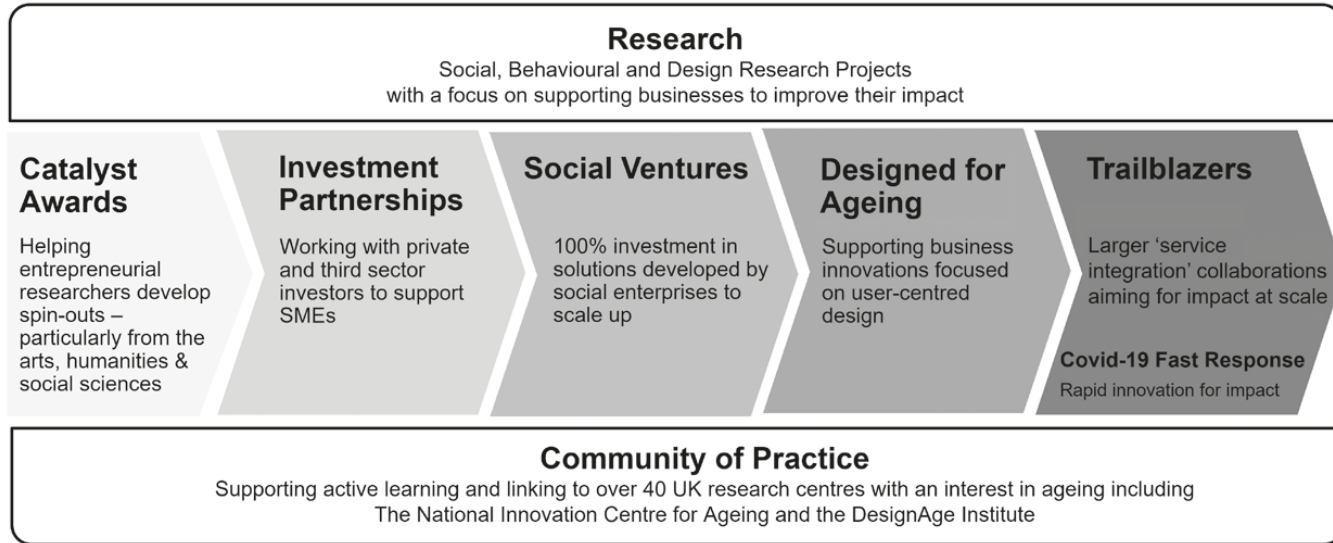 Research
Social, Behavioural and Design Research Projects
with a focus on supporting businesses to improve their impact
Catalyst
Awards
Helping
entrepreneurial
researchers develop
spin-outs –
particularly from the
arts, humanities &
social sciences
Investment
Partnerships
Working with private
and third sector
investors to support
SMEs
Social Ventures
100% investment in
solutions developed by
social enterprises to
scale up
Designed for
Ageing
Supporting business
innovations focused
on user-centred
design
Trailblazers
Larger ‘service
integration’ collaborations
aiming for impact at scale
Covid-19 Fast Response
Rapid innovation for impact
Community of Practice
Supporting active learning and linking to over 40 UK research centres with an interest in ageing including
The National Innovation Centre for Ageing and the DesignAge Institute